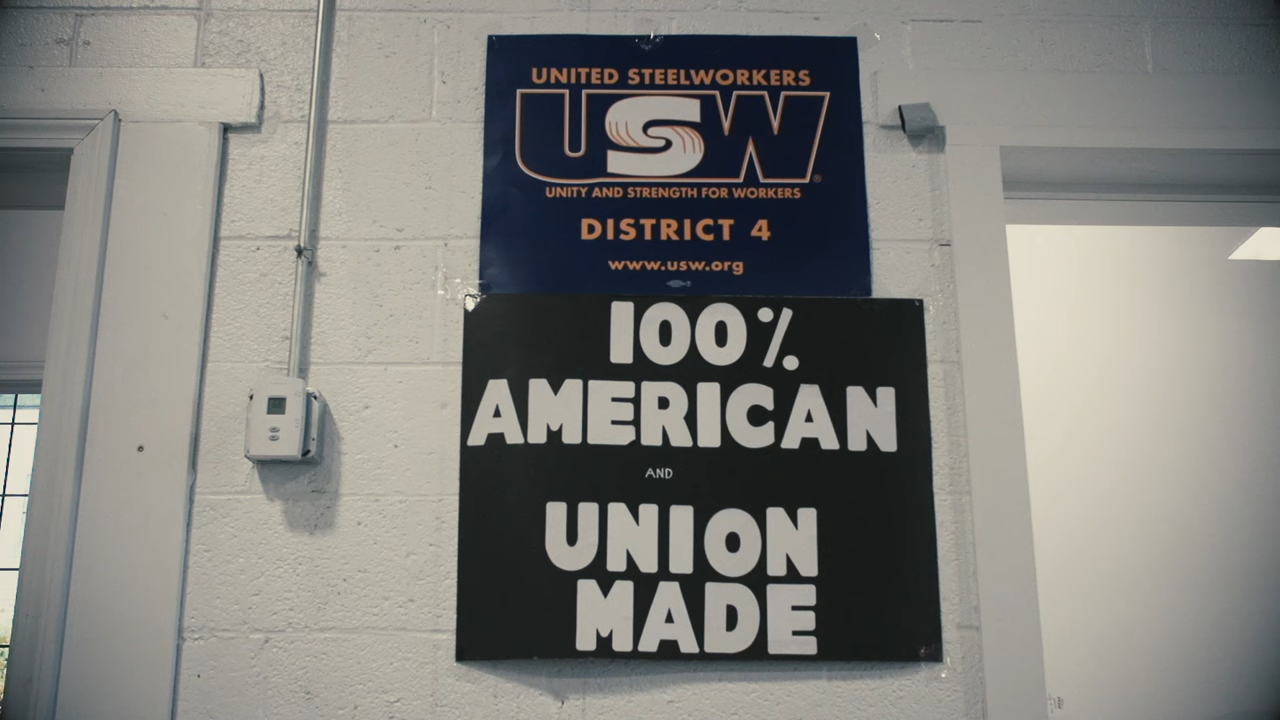 UNITED STEELWORKERS
USW®
UNITY AND STRENGTH FOR WORKERS
DISTRICT 4
www.usw.org
100%
AMERICAN
AND
UNION
MADE